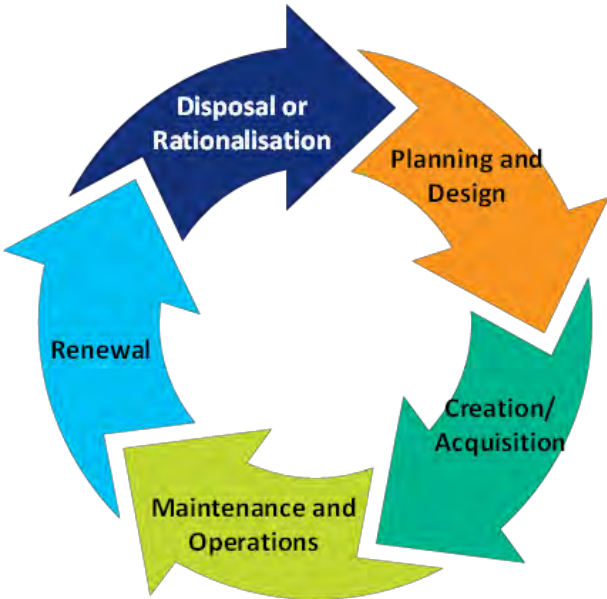 Disposal or
Rationalisation
Planning and
Design
Creation/
Acquisition
Maintenance and
Operations
Renewal